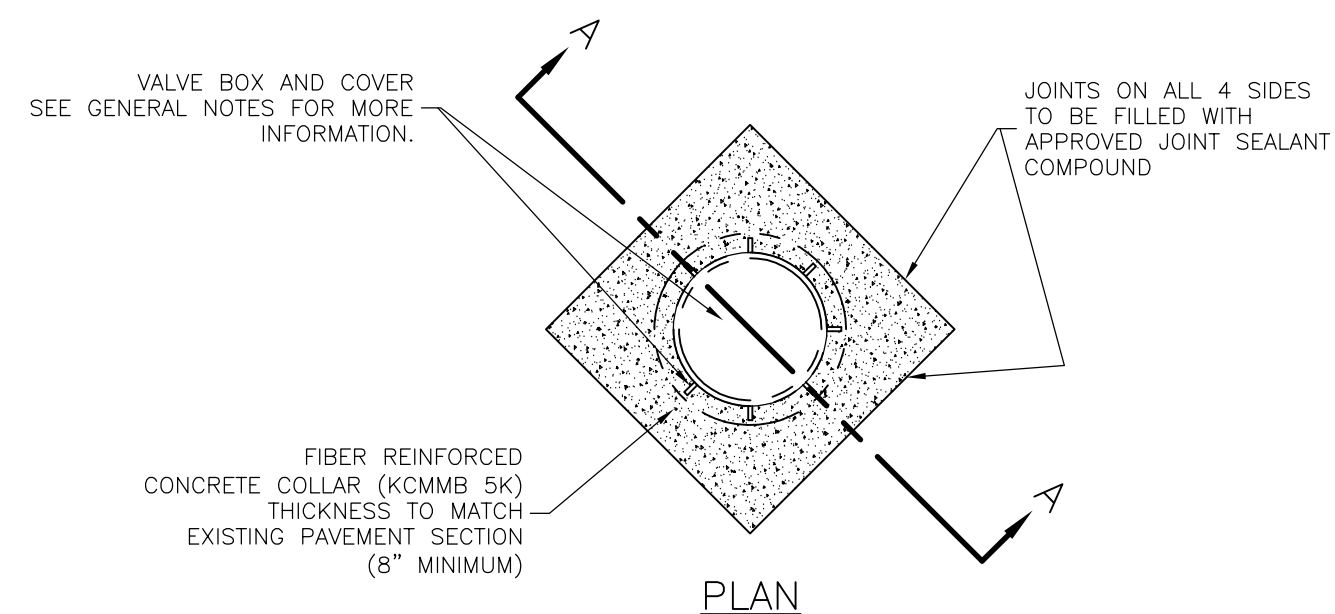 A
VALVE BOX AND COVER
SEE GENERAL NOTES FOR MORE
INFORMATION.
JOINTS ON ALL 4 SIDES
TO BE FILLED WITH
APPROVED JOINT SEALANT
COMPOUND
FIBER REINFORCED
CONCRETE COLLAR (KCMMB 5K)
THICKNESS TO MATCH
EXISTING PAVEMENT SECTION
(8” MINIMUM)
A
PLAN